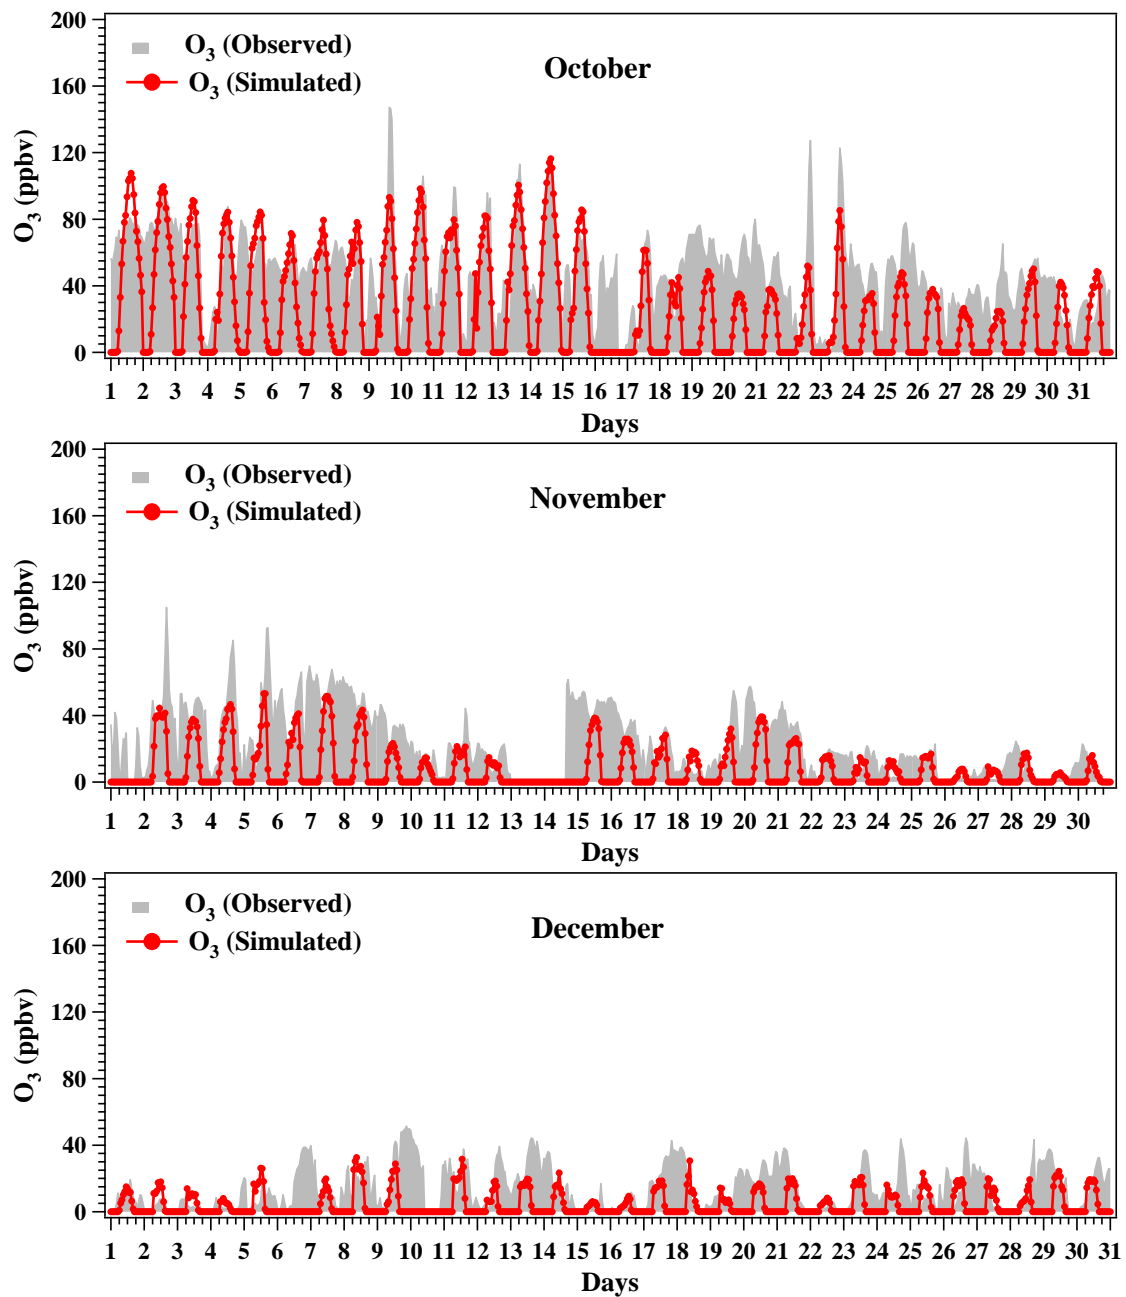 200
160
120
80
40
0
O3 (ppbv)
O3 (Observed)
O3 (Simulated)
October
1 2 3 4 5 6 7 8 9 10 11 12 13 14 15 16 17 18 19 20 21 22 23 24 25 26 27 28 29 30 31
Days
200
160
120
80
40
0
O3 (ppbv)
O3 (Observed)
O3 (Simulated)
November
1 2 3 4 5 6 7 8 9 10 11 12 13 14 15 16 17 18 19 20 21 22 23 24 25 26 27 28 29 30
Days
200
160
120
80
40
0
O3 (ppbv)
O3 (Observed)
O3 (Simulated)
December
1 2 3 4 5 6 7 8 9 10 11 12 13 14 15 16 17 18 19 20 21 22 23 24 25 26 27 28 29 30 31
Days